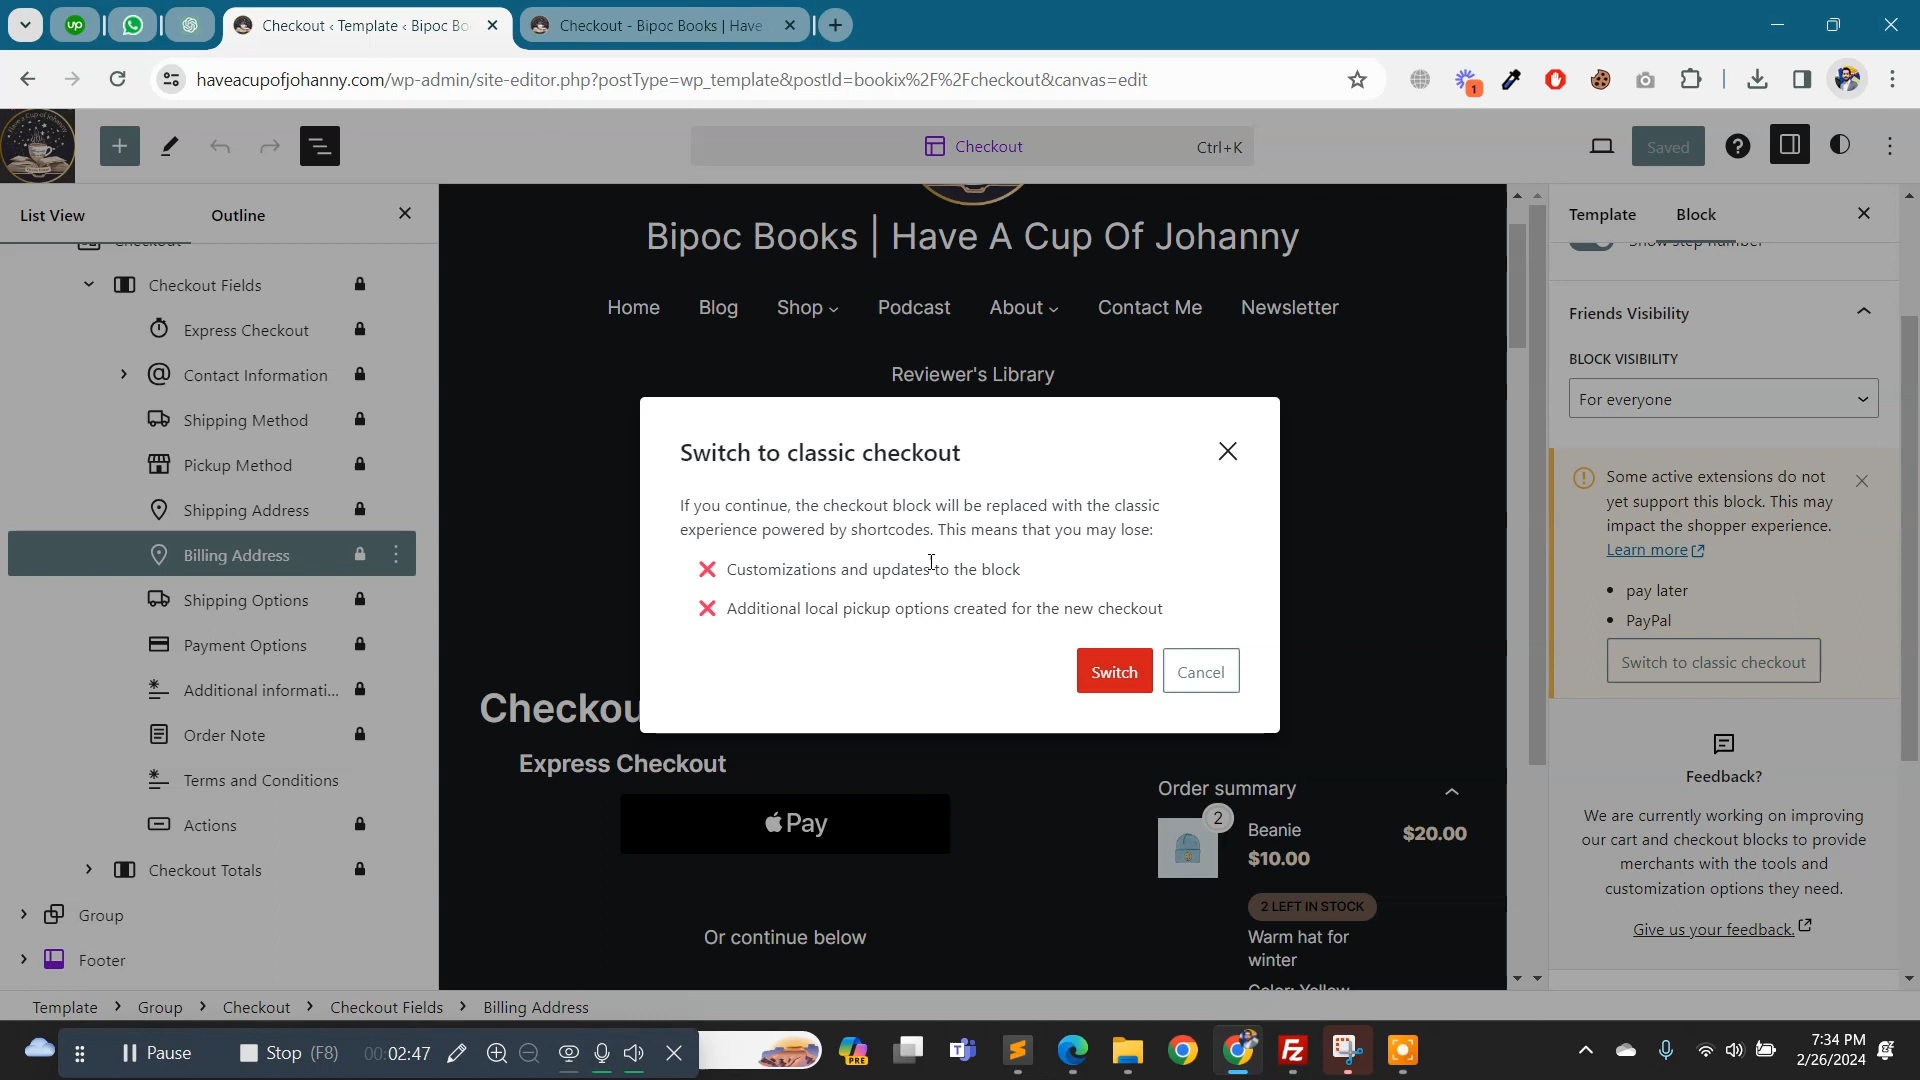 Checkout ‹ Template ‹ Bipoc Bo
Checkout - Bipoc Books | Have
haveacupofjohanny.com/wp-admin/site-editor.php?postType=wp_template&postId=bookix%2F%2Fcheckout&canvas=edit
1
Checkout
Ctrl+K
Saved
List View
Outline
Template
Block
Checkout
Show step number
Checkout Fields
Express Checkout
Contact Information
Shipping Method
Pickup Method
Shipping Address
Billing Address
Shipping Options
Payment Options
Additional informati...
Order Note
Terms and Conditions
Actions
Checkout Totals
Group
Footer
Bipoc Books | Have A Cup Of Johanny
Home
Blog
Shop
Podcast
About
Contact Me
Newsletter
Reviewer's Library
Switch to classic checkout
If you continue, the checkout block will be replaced with the classic
experience powered by shortcodes. This means that you may lose:
Customizations and updates to the block
Additional local pickup options created for the new checkout
Switch
Cancel
Checkou
Express Checkout
Pay
Or continue below
Order summary
2
Beanie
$20.00
$10.00
2 LEFT IN STOCK
Warm hat for
winter
Color: Yellow
Friends Visibility
BLOCK VISIBILITY
For everyone
Some active extensions do not
yet support this block. This may
impact the shopper experience.
Learn more
• pay later
• PayPal
Switch to classic checkout
Feedback?
We are currently working on improving
our cart and checkout blocks to provide
merchants with the tools and
customization options they need.
Give us your feedback.
Template > Group > Checkout > Checkout Fields > Billing Address
Pause
Stop (F8)
00:02:47
PRE
7:34 PM
2/26/2024